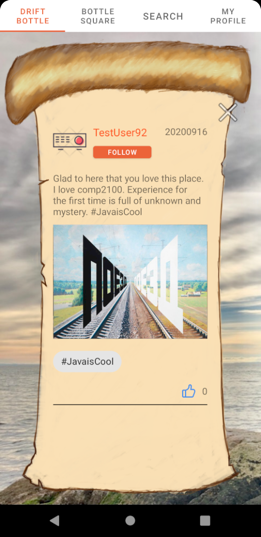 DRIFT
BOTTLE
BOTTLE
SQUARE
SEARCH
MY
PROFILE
TestUser92
20200916
FOLLOW
Glad to here that you love this place.
I love comp2100. Experience for
the first time is full of unknown and
mystery. #JavaisCool
#JavaisCool
0